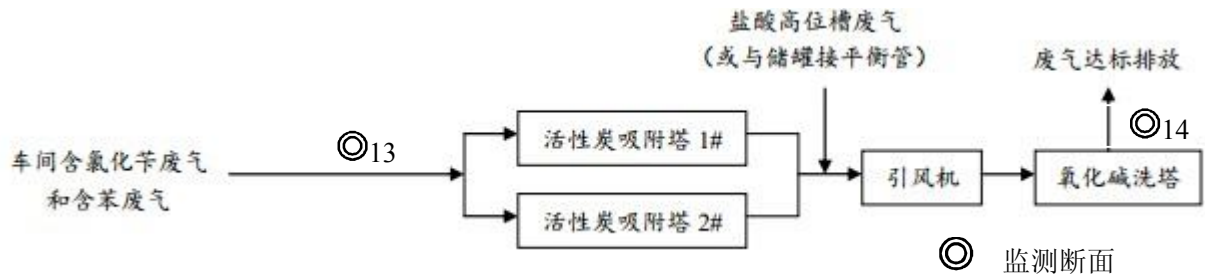 盐酸高位槽废气
（或与储罐接平衡管）
废气达标排放
◎13
活性炭吸附塔 1#
◎14
车间含氯化苄废气
和含苯废气
引风机
氧化碱洗塔
活性炭吸附塔 2#
◎ 监测断面